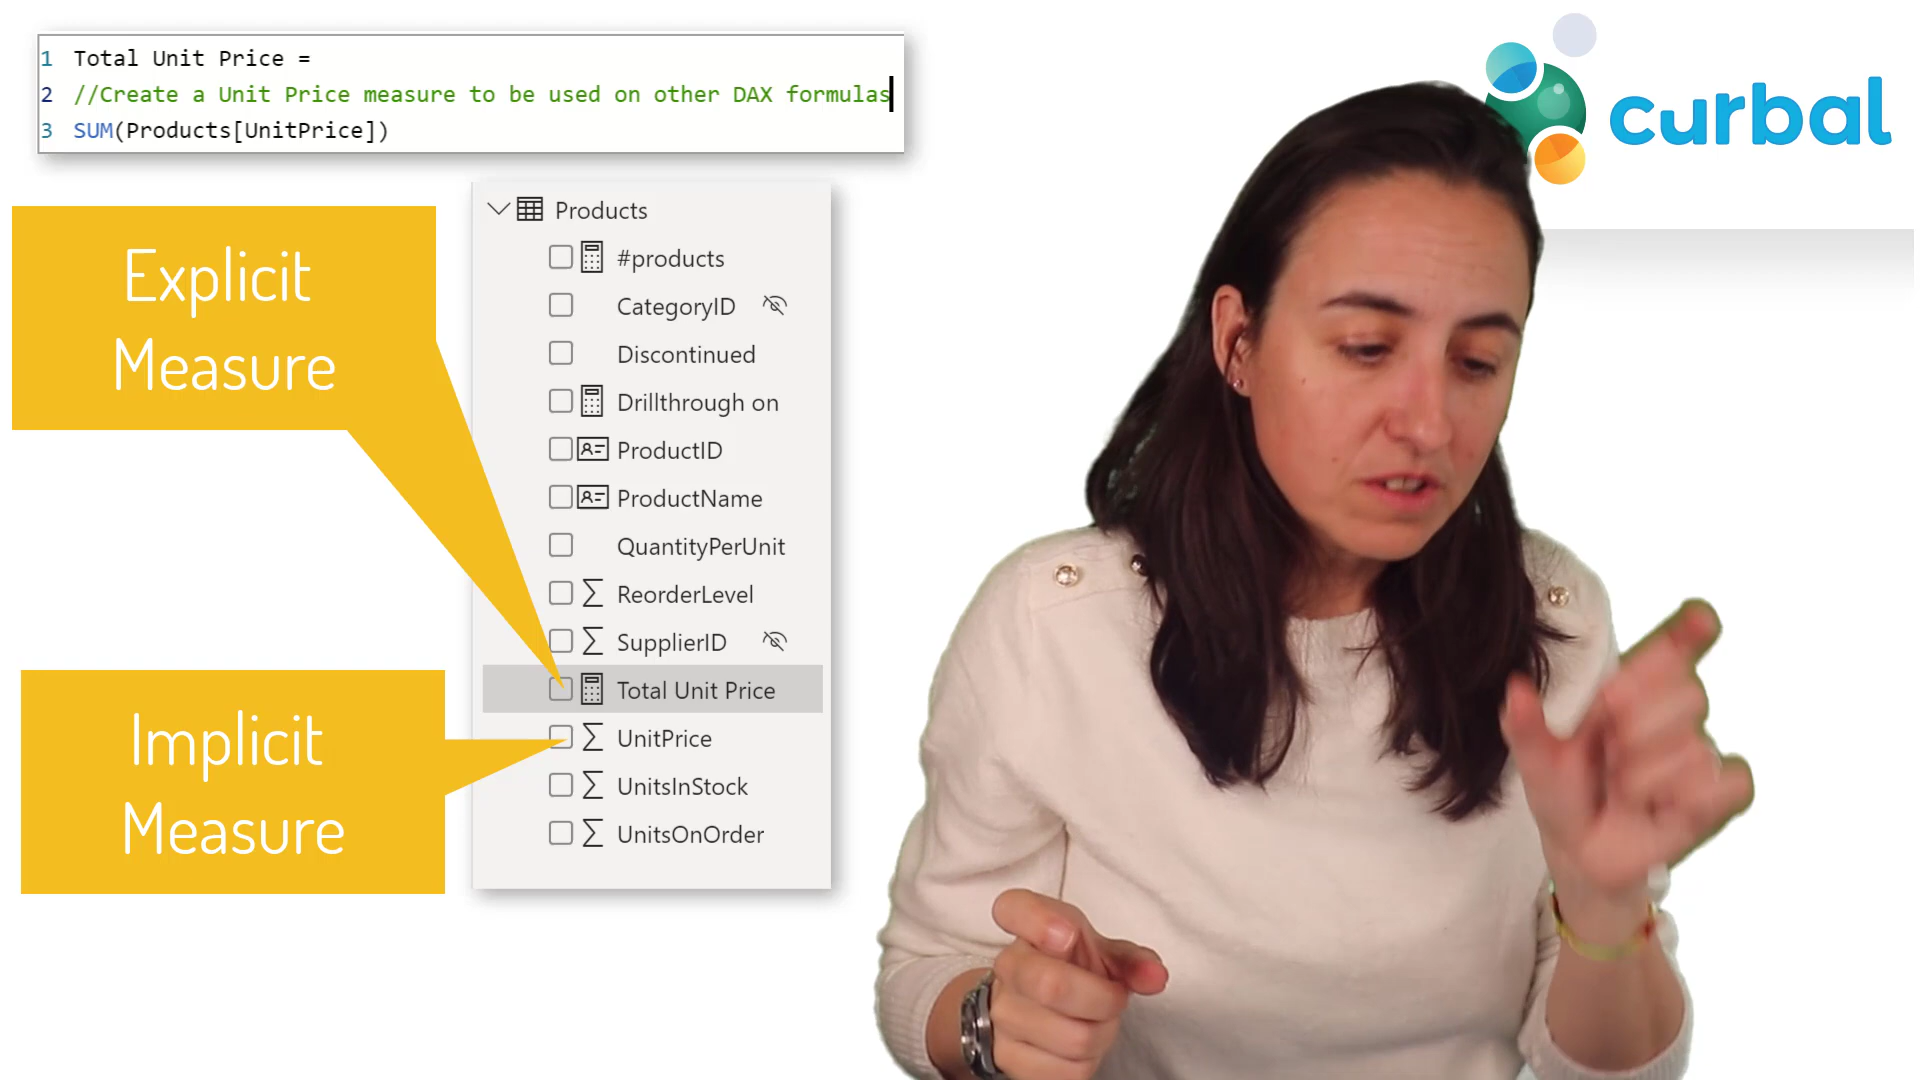 1 Total Unit Price =
2 //Create a Unit Price measure to be used on other DAX formulas
3 SUM(Products[UnitPrice])
curbal
Explicit
Measure
Implicit
Measure
Products
#products
CategoryID
Discontinued
Drillthrough on
ProductID
ProductName
QuantityPerUnit
ReorderLevel
SupplierID
Total Unit Price
UnitPrice
UnitsInStock
UnitsOnOrder